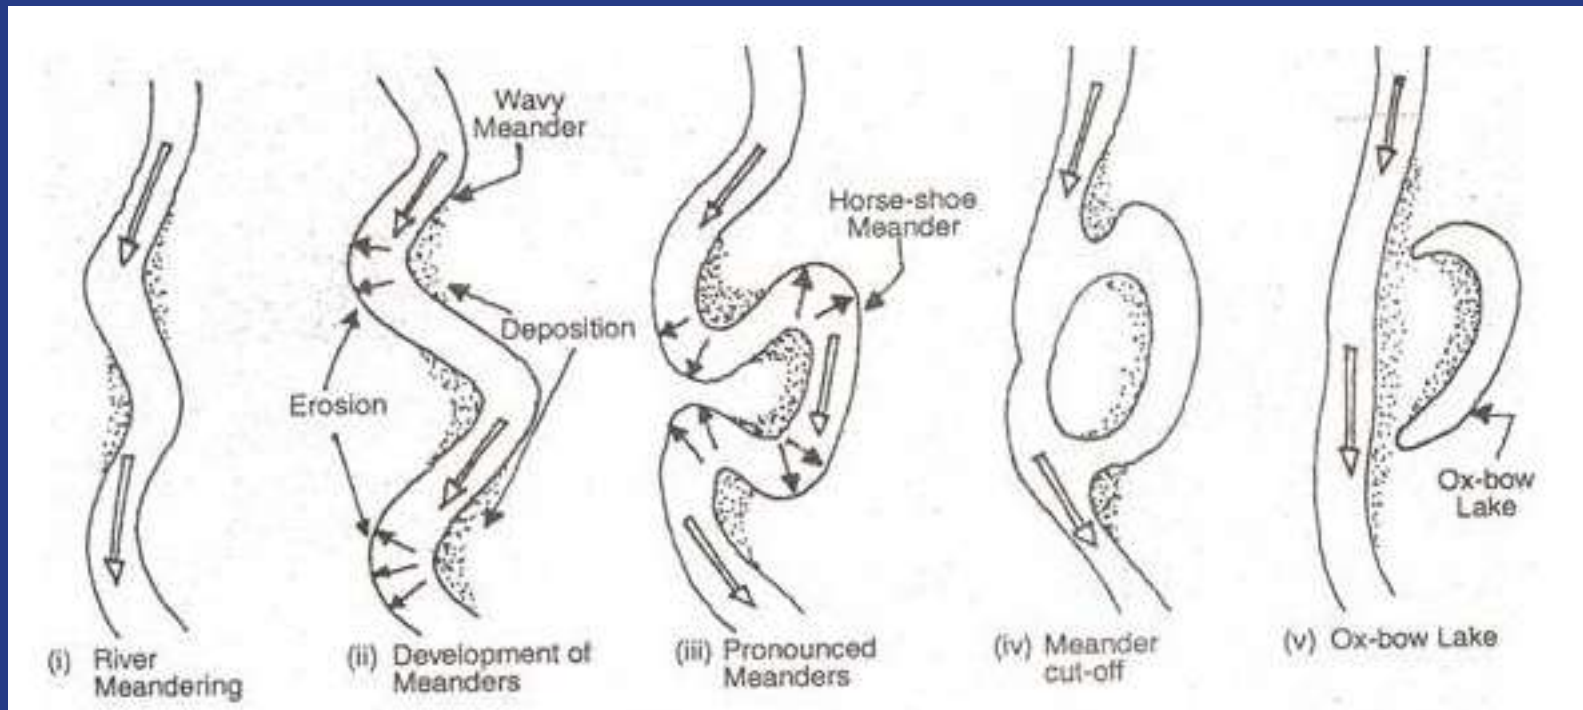 Wavy
Meander
Deposition
Erosion
Horse-shoe
Meander
Ox-bow
Lake
(i) River
Meandering
(ii) Development of
Meanders
(iii) Pronounced
Meanders
(iv) Meander
cut-off
(v) Ox-bow Lake